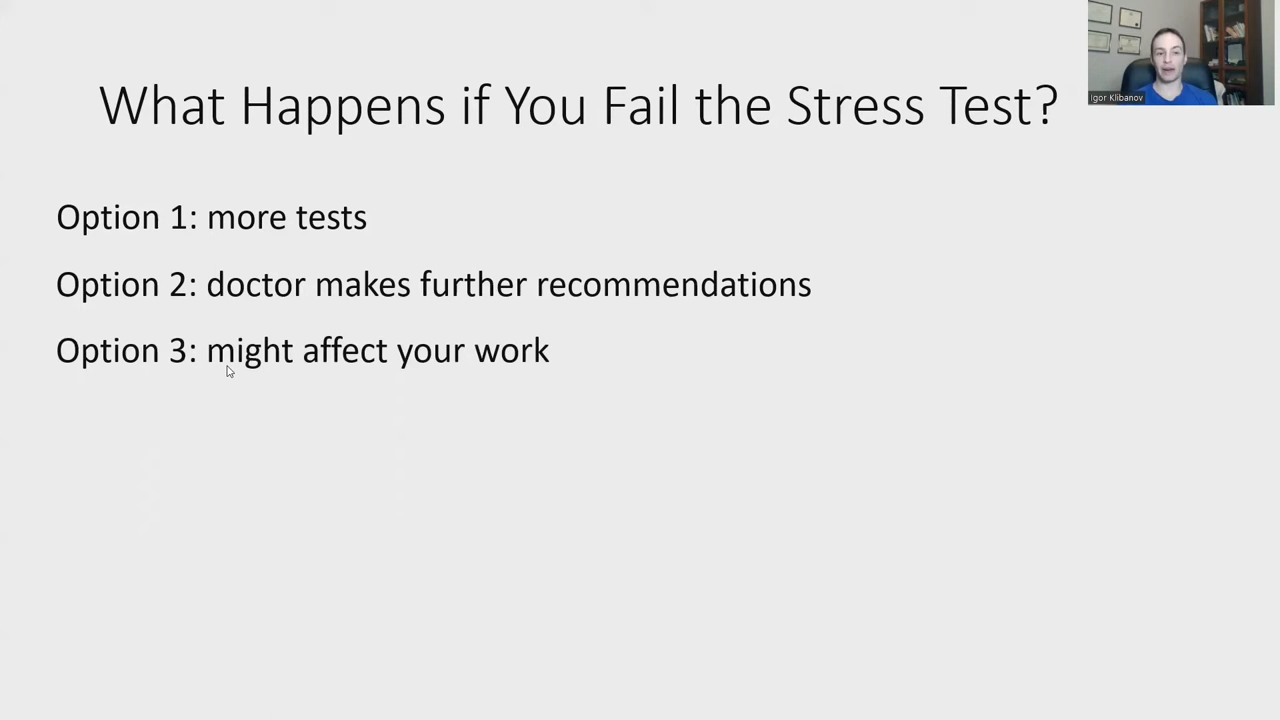 What Happens if You Fail the Stress Test?
Igor Klibanov
Option 1: more tests
Option 2: doctor makes further recommendations
Option 3: might affect your work